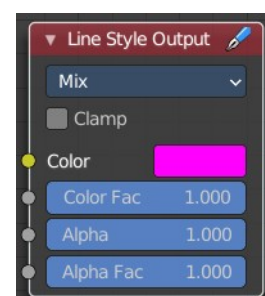 Line Style Output
Mix
Clamp
Color
Color Fac 1.000
Alpha 1.000
Alpha Fac 1.000